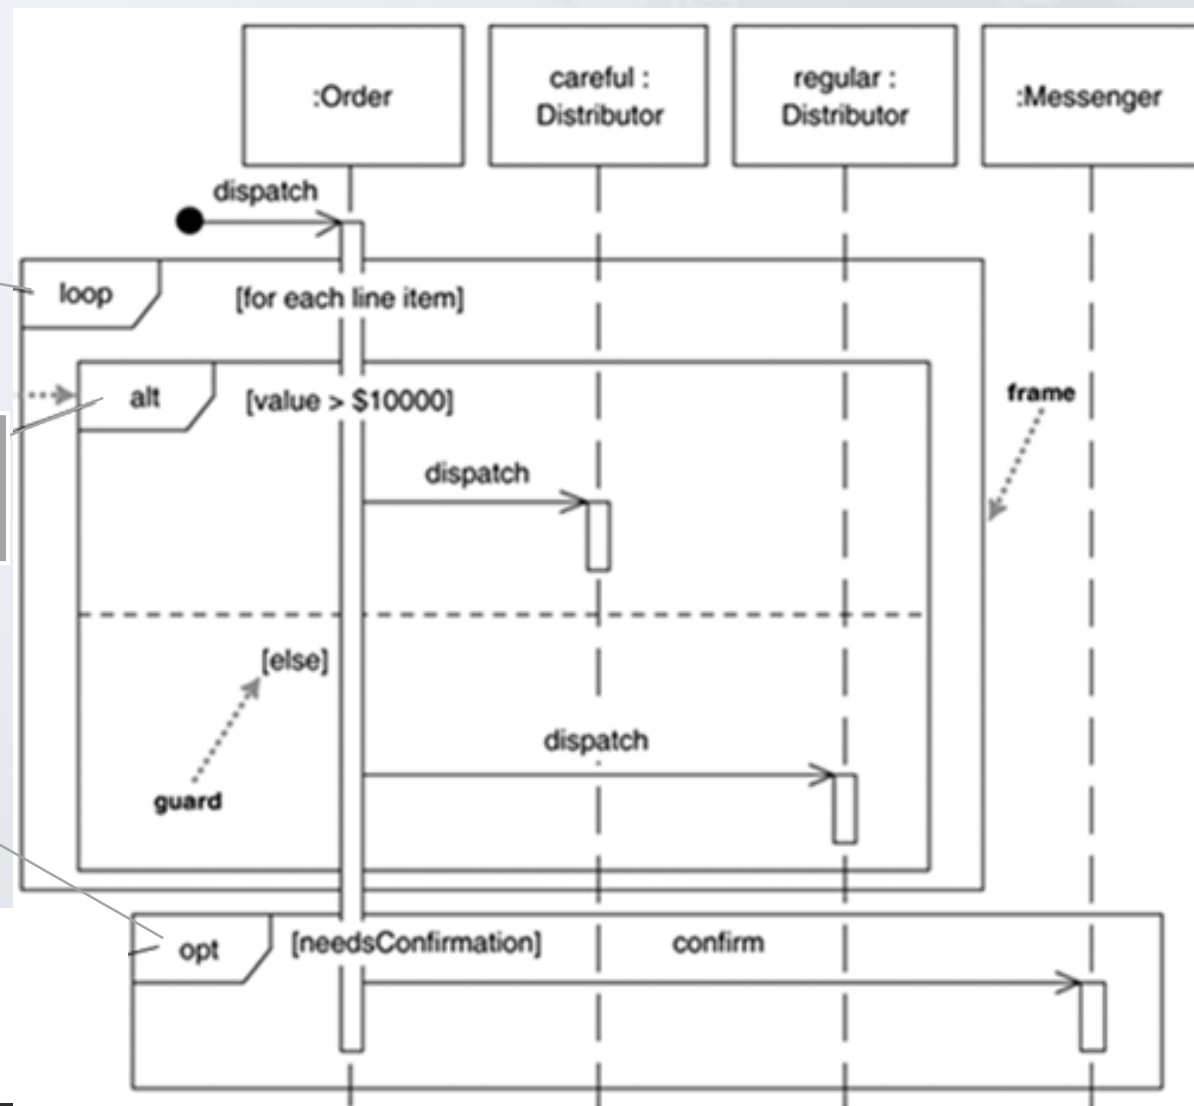 :Order
careful :
Distributor
regular :
Distributor
:Messenger
dispatch
loop
[for each line item]
alt
[value > $10000]
frame
dispatch
[else]
dispatch
guard
opt
[needsConfirmation]
confirm